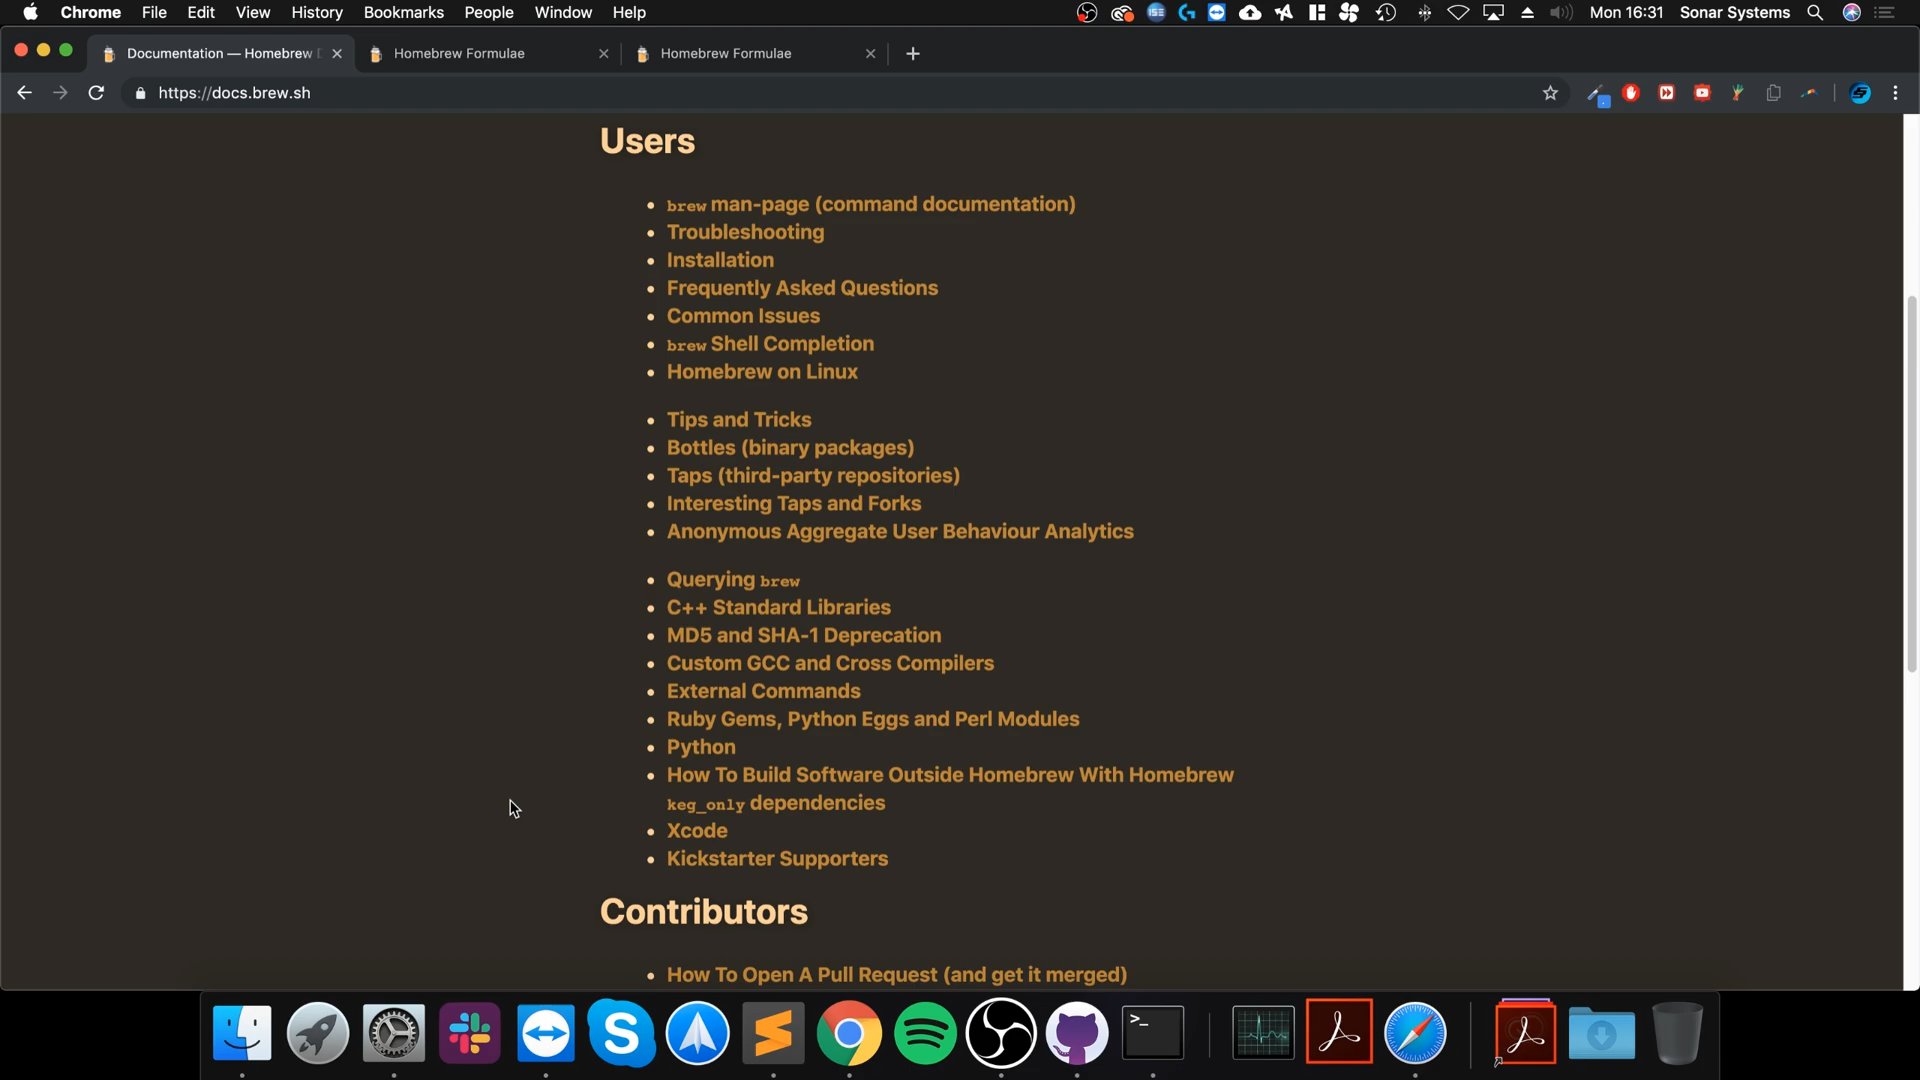 Chrome File Edit View History Bookmarks People Window Help
Mon 16:31 Sonar Systems
Documentation — Homebrew D
Homebrew Formulae
Homebrew Formulae
https://docs.brew.sh
Users
brew man-page (command documentation)
Troubleshooting
Installation
Frequently Asked Questions
Common Issues
brew Shell Completion
Homebrew on Linux
Tips and Tricks
Bottles (binary packages)
Taps (third-party repositories)
Interesting Taps and Forks
Anonymous Aggregate User Behaviour Analytics
Querying brew
C++ Standard Libraries
MD5 and SHA-1 Deprecation
Custom GCC and Cross Compilers
External Commands
Ruby Gems, Python Eggs and Perl Modules
Python
How To Build Software Outside Homebrew With Homebrew
keg_only dependencies
Xcode
Kickstarter Supporters
Contributors
How To Open A Pull Request (and get it merged)